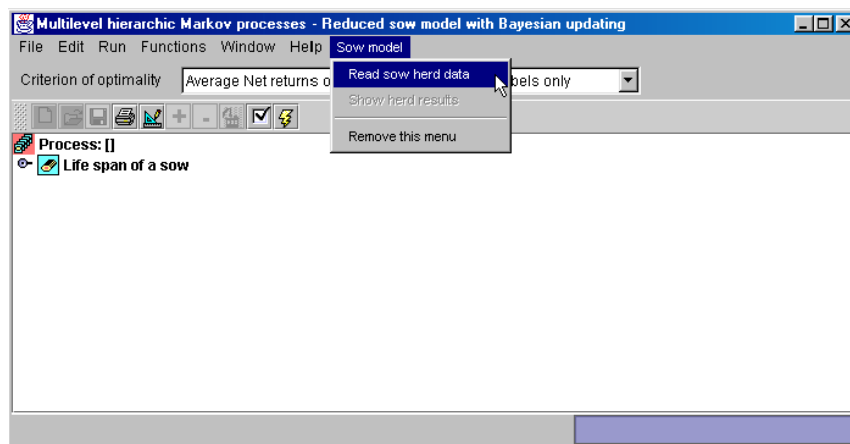 Multilevel hierarchic Markov processes - Reduced sow model with Bayesian updating
File Edit Run Functions Window Help Sow model
Criterion of optimality Average Net returns o bels only
Read sow herd data
Show herd results
Remove this menu
Process: []
Life span of a sow